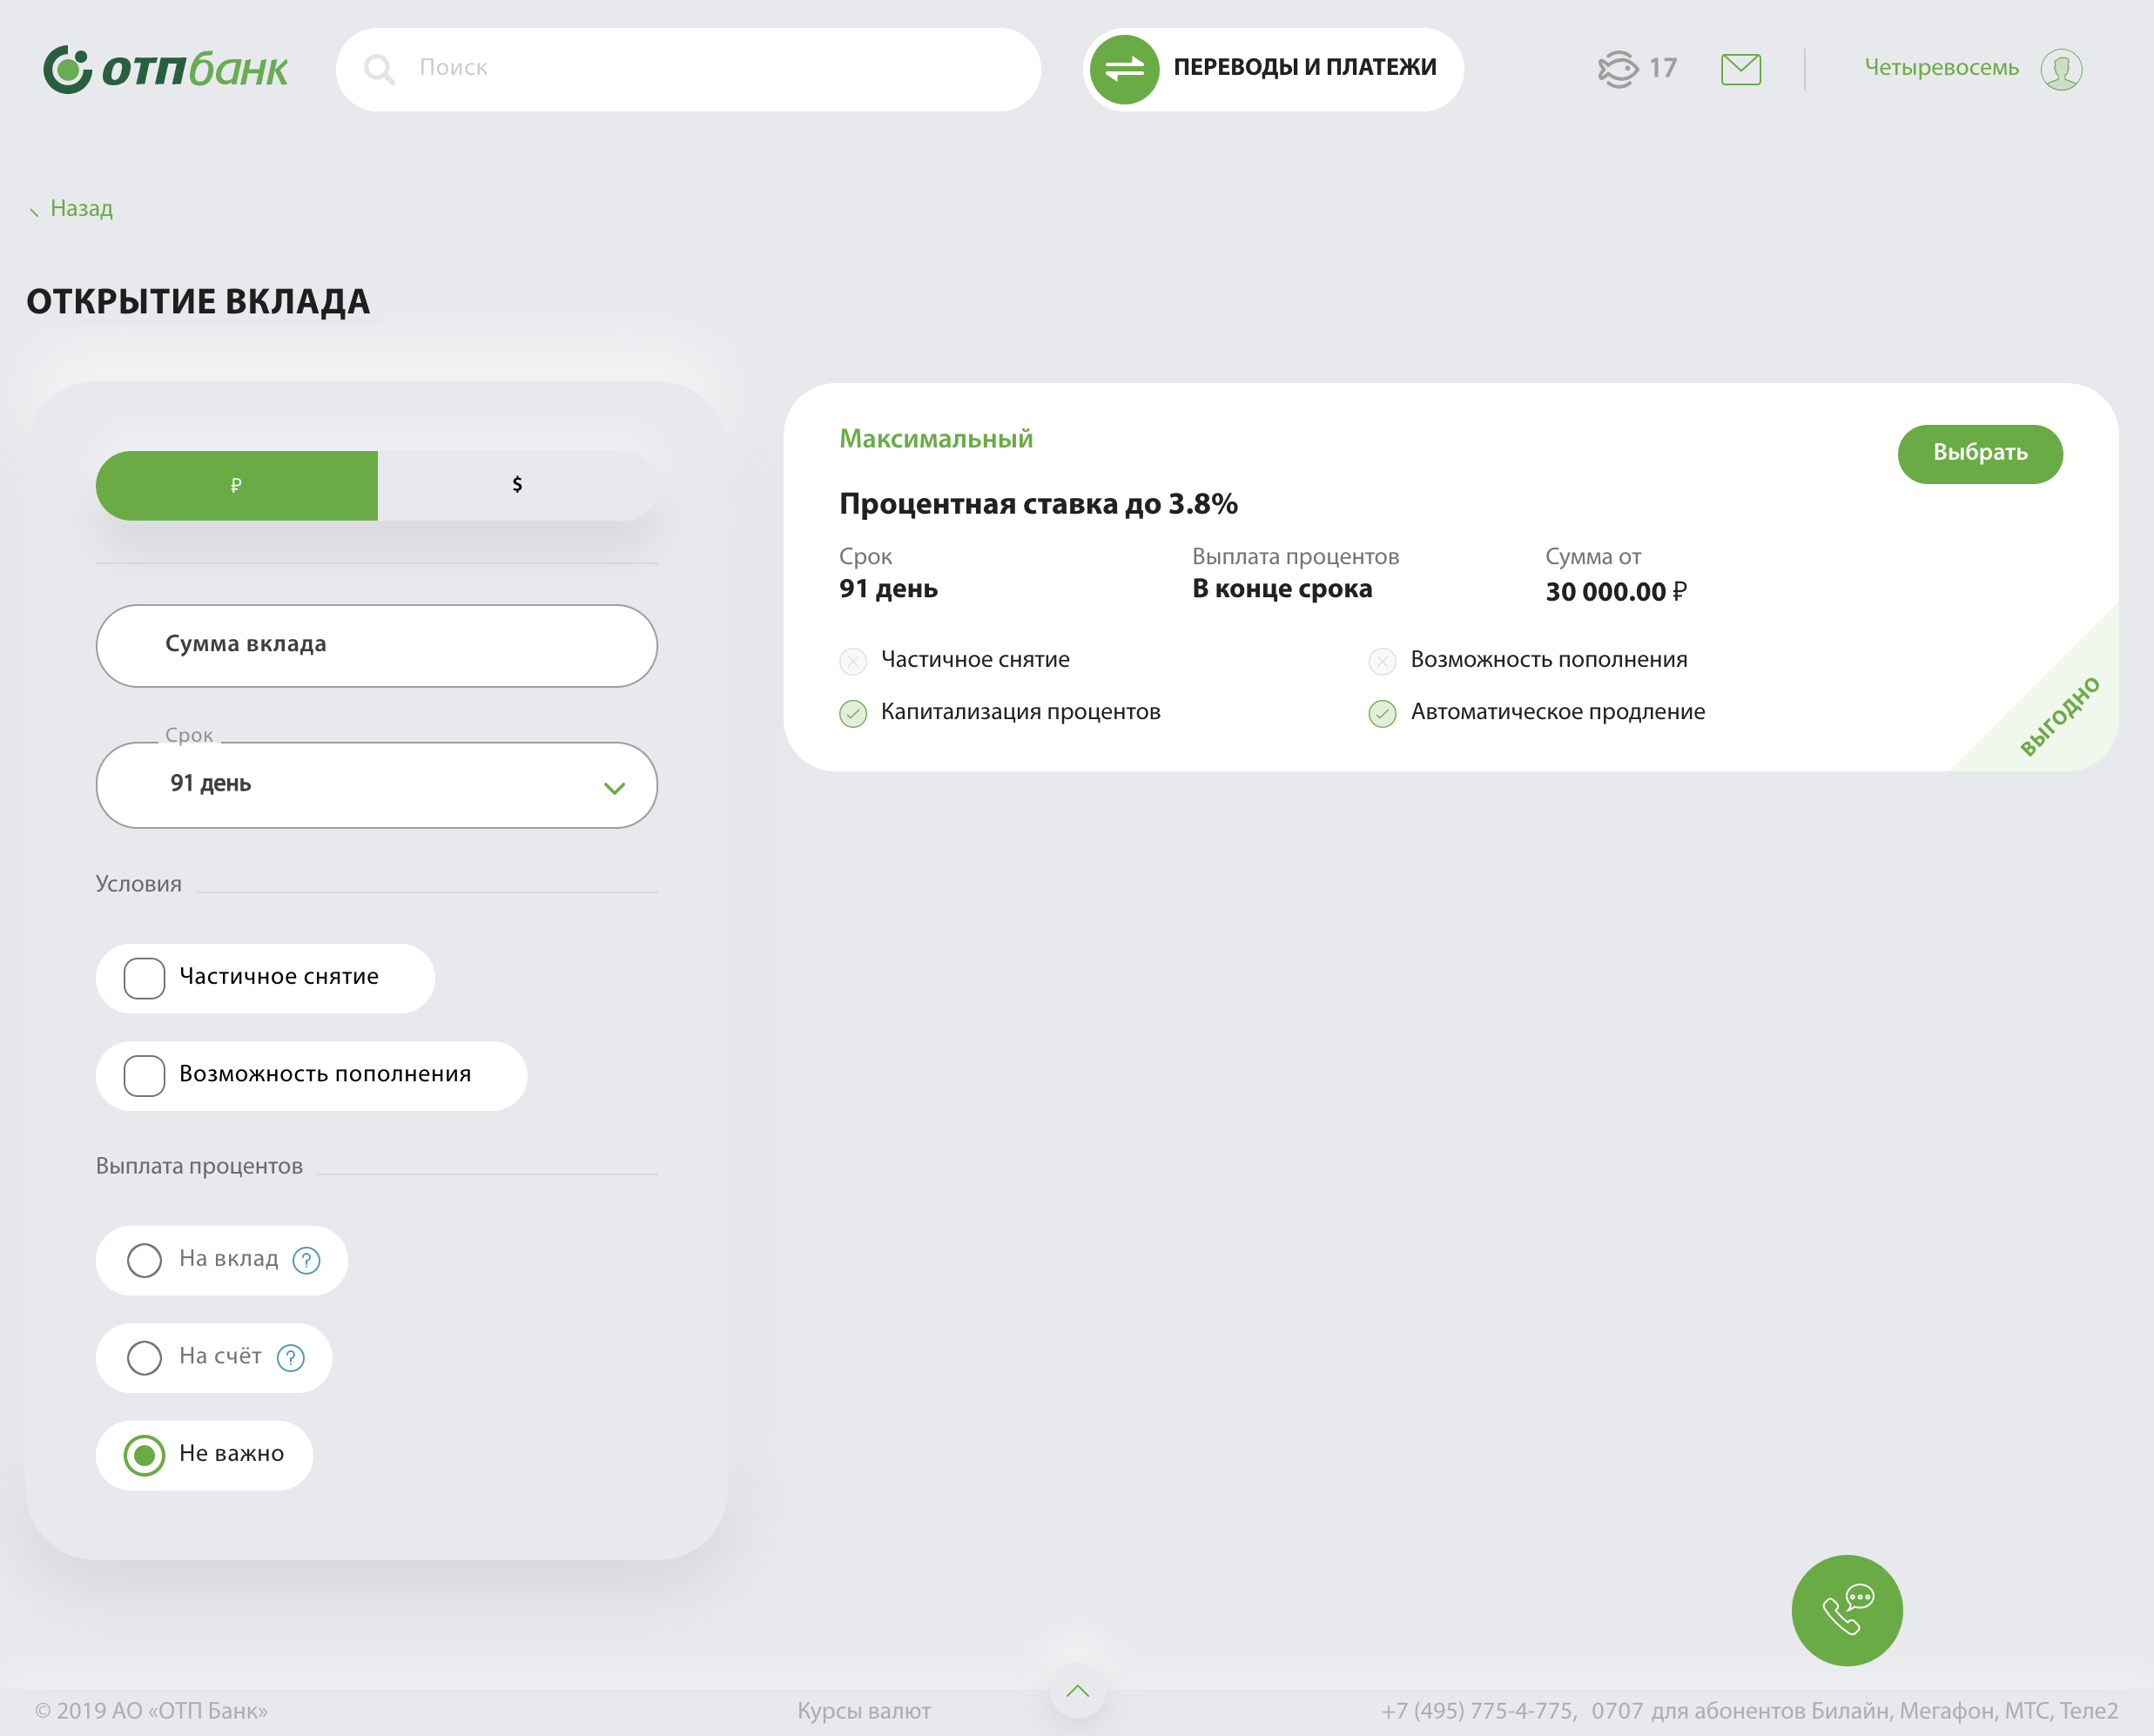 отпбанк
Поиск
ПЕРЕВОДЫ И ПЛАТЕЖИ
17
Четыревосемь
Назад
ОТКРЫТИЕ ВКЛАДА
₽
$
Сумма вклада
Срок
91 день
Условия
Частичное снятие
Возможность пополнения
Выплата процентов
На вклад ?
На счёт ?
Не важно
Максимальный
Выбрать
Процентная ставка до 3.8%
Срок
91 день
Выплата процентов
В конце срока
Сумма от
30 000.00 ₽
Частичное снятие
Возможность пополнения
Капитализация процентов
Автоматическое продление
ВЫГОДНО
© 2019 АО «ОТП Банк»
Курсы валют
+7 (495) 775-4-775, 0707 для абонентов Билайн, Мегафон, МТС, Теле2